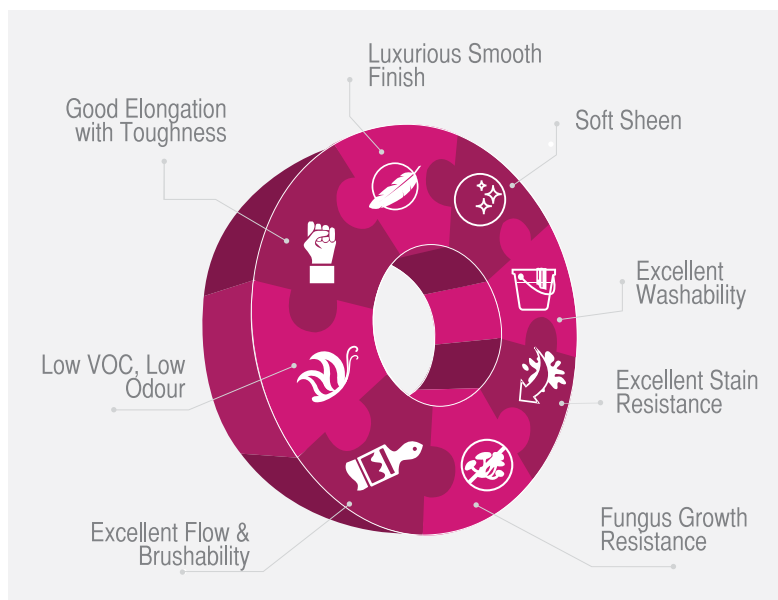 Luxurious Smooth
Finish
Good Elongation
with Toughness
Soft Sheen
Excellent
Washability
Low VOC, Low
Odour
Excellent Stain
Resistance
Excellent Flow &
Brushability
Fungus Growth
Resistance